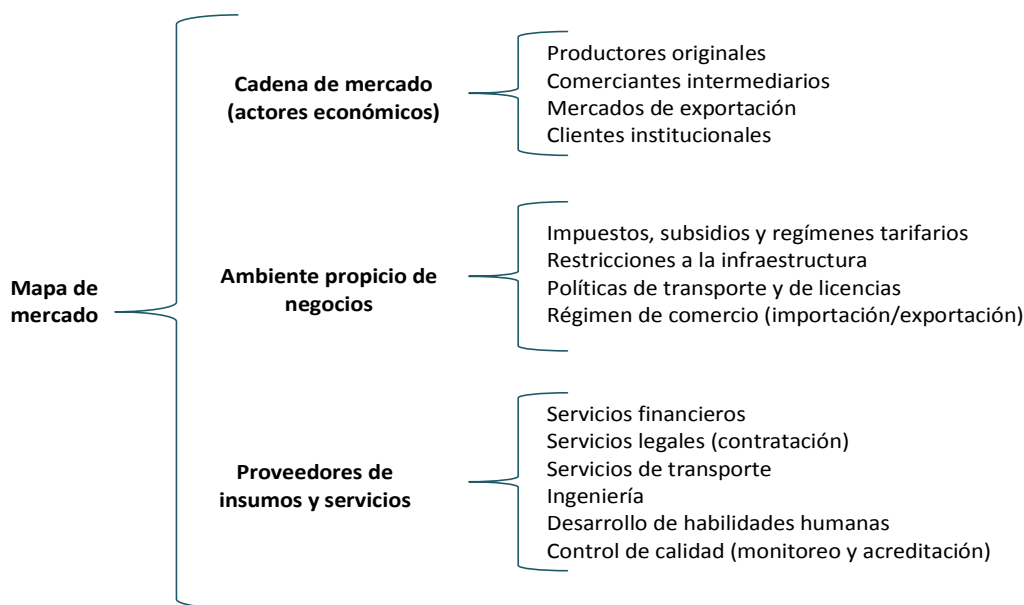 Mapa de
mercado
Cadena de mercado
(actores económicos)
Productores originales
Comerciantes intermediarios
Mercados de exportación
Clientes institucionales
Ambiente propicio de
negocios
Impuestos, subsidios y regímenes tarifarios
Restricciones a la infraestructura
Políticas de transporte y de licencias
Régimen de comercio (importación/exportación)
Proveedores de
insumos y servicios
Servicios financieros
Servicios legales (contratación)
Servicios de transporte
Ingeniería
Desarrollo de habilidades humanas
Control de calidad (monitoreo y acreditación)